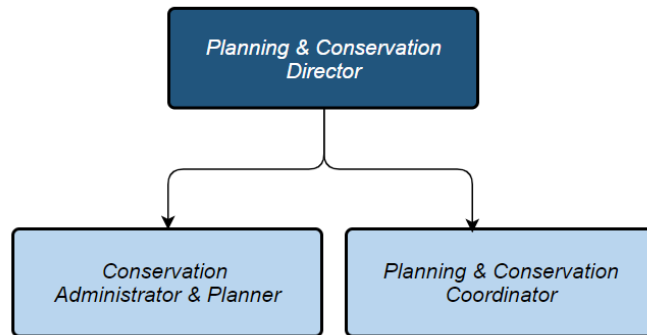 Planning & Conservation
Director
Conservation
Administrator & Planner
Planning & Conservation
Coordinator